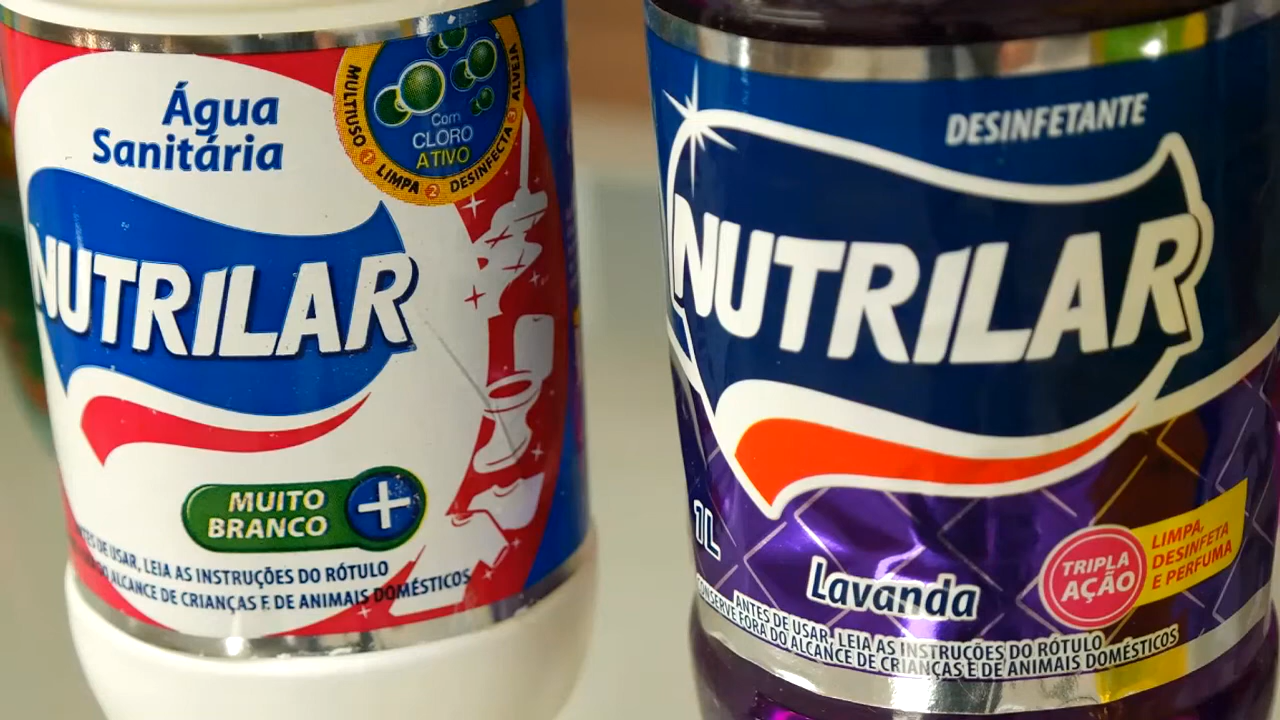 Água
Sanitária
MULTIUSO 1 LIMPA 2 DESINFECTA 3 ALVEJA
Com
CLORO
ATIVO
NUTRILAR
MUITO
BRANCO +
DE USAR, LEIA AS INSTRUÇÕES DO RÓTULO
DO ALCANCE DE CRIANÇAS E DE ANIMAIS DOMÉSTICOS
DESINFETANTE
NUTRILAR
1L
Lavanda
TRIPLA
AÇÃO
LIMPA,
DESINFETA
E PERFUMA
ANTES DE USAR, LEIA AS INSTRUÇÕES DO RÓTULO
CONSERVE FORA DO ALCANCE DE CRIANÇAS E DE ANIMAIS DOMÉSTICOS